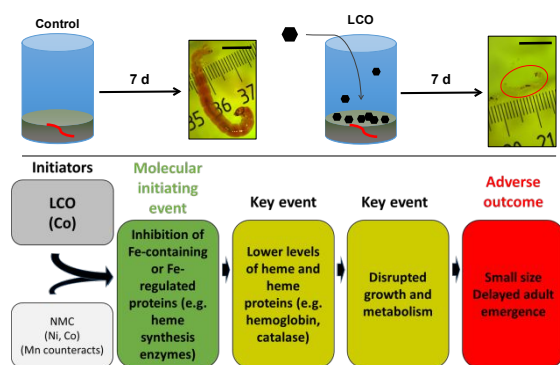 Control
LCO
7 d
7 d
35 36 37
20 21
Initiators
Molecular
initiating
event
Key event
Key event
Adverse
outcome
LCO
(Co)
NMC
(Ni, Co)
(Mn counteracts)
Inhibition of
Fe-containing
or Fe-
regulated
proteins (e.g.
heme
synthesis
enzymes)
Lower levels
of heme and
heme
proteins (e.g.
hemoglobin,
catalase)
Disrupted
growth and
metabolism
Small size
Delayed adult
emergence